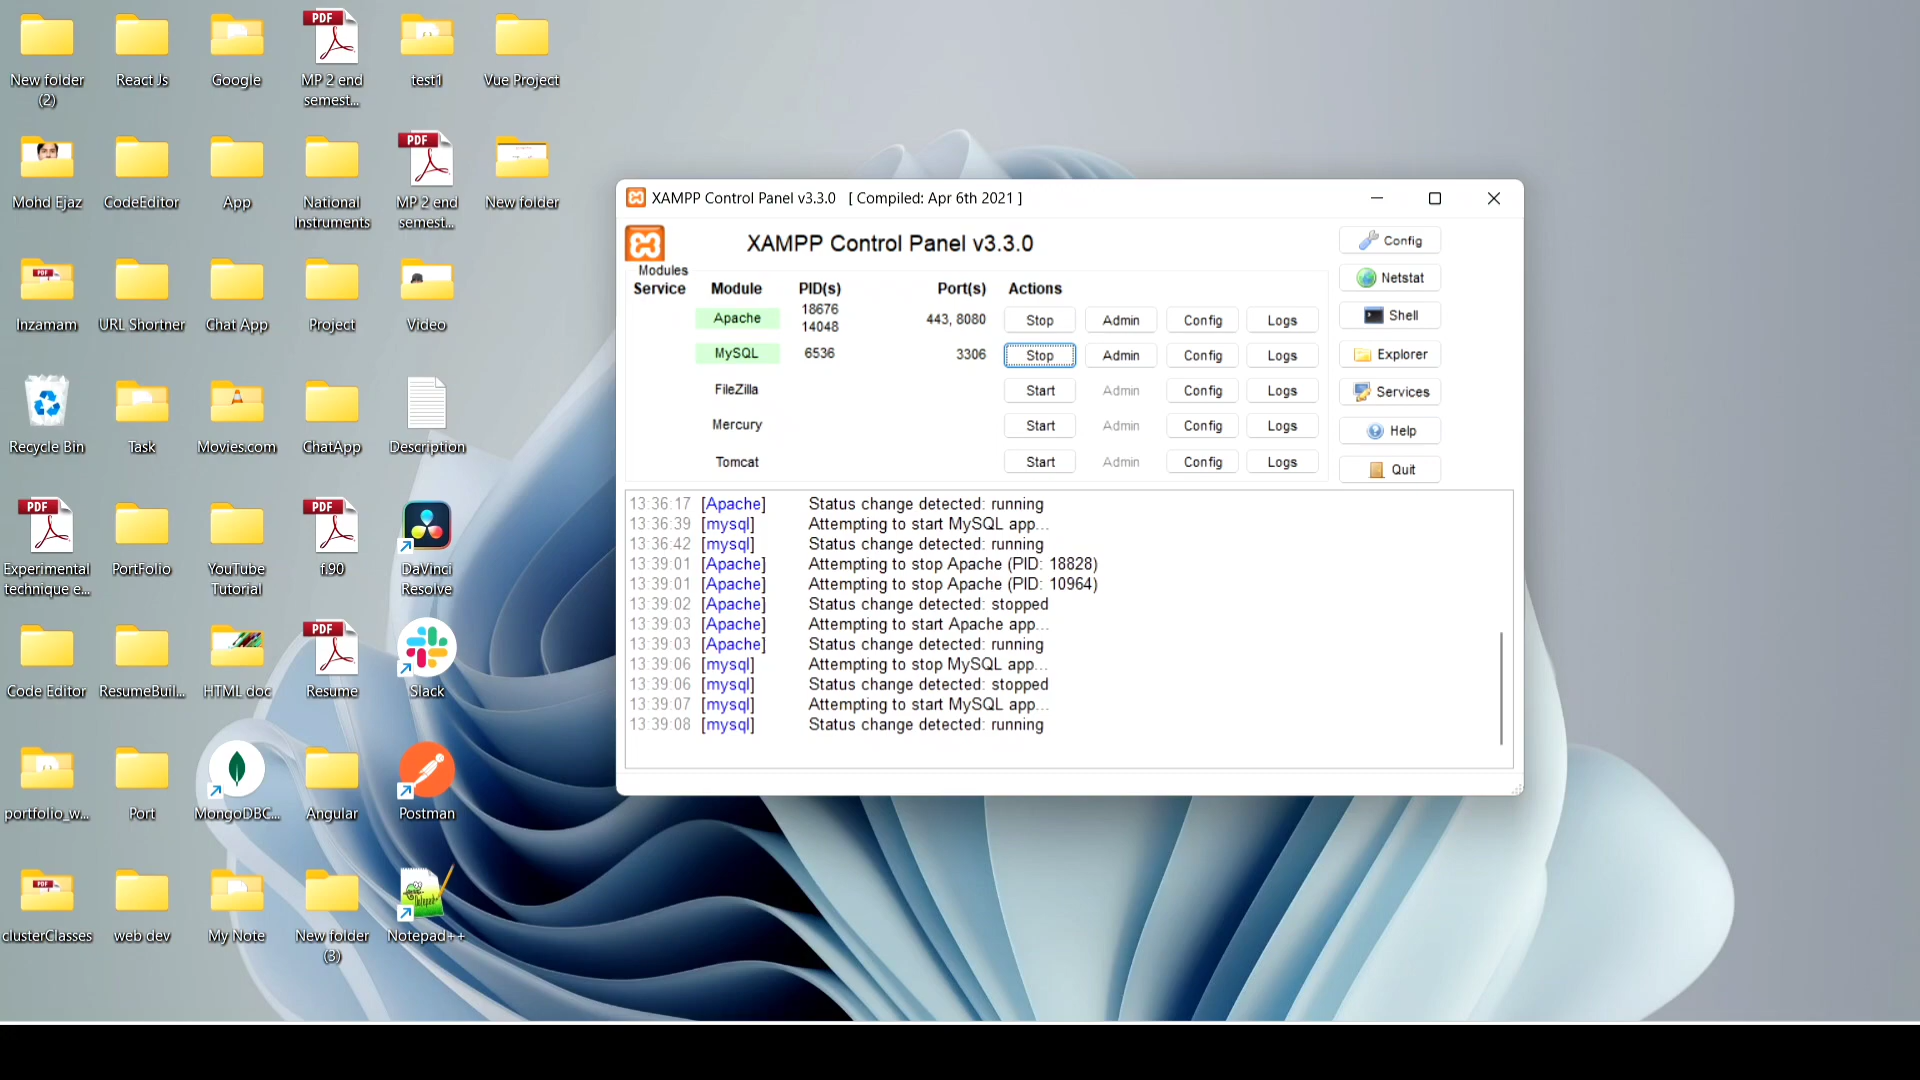 New folder
(2)
React Js
Google
MP 2 end
semest...
test1
Vue Project
Mohd Ejaz
CodeEditor
App
National
Instruments
MP 2 end
semest...
New folder
Inzamam
URL Shortner
Chat App
Project
Video
Recycle Bin
Task
Movies.com
ChatApp
Description
Experimental
technique e...
PortFolio
YouTube
Tutorial
f.90
DaVinci
Resolve
Code Editor
ResumeBuil...
HTML doc
Resume
Slack
portfolio_w...
Port
MongoDBC...
Angular
Postman
clusterClasses
web dev
My Note
New folder
(3)
Notepad++
PDF
PDF
PDF
PDF
PDF
XAMPP Control Panel v3.3.0 [ Compiled: Apr 6th 2021 ]
XAMPP Control Panel v3.3.0
Modules
Service Module PID(s) Port(s) Actions
Apache 18676 14048 443, 8080 Stop Admin Config Logs
MySQL 6536 3306 Stop Admin Config Logs
FileZilla Start Admin Config Logs
Mercury Start Admin Config Logs
Tomcat Start Admin Config Logs
Config
Netstat
Shell
Explorer
Services
Help
Quit
13:36:17 [Apache] Status change detected: running
13:36:39 [mysql] Attempting to start MySQL app...
13:36:42 [mysql] Status change detected: running
13:39:01 [Apache] Attempting to stop Apache (PID: 18828)
13:39:01 [Apache] Attempting to stop Apache (PID: 10964)
13:39:02 [Apache] Status change detected: stopped
13:39:03 [Apache] Attempting to start Apache app...
13:39:03 [Apache] Status change detected: running
13:39:06 [mysql] Attempting to stop MySQL app...
13:39:06 [mysql] Status change detected: stopped
13:39:07 [mysql] Attempting to start MySQL app...
13:39:08 [mysql] Status change detected: running